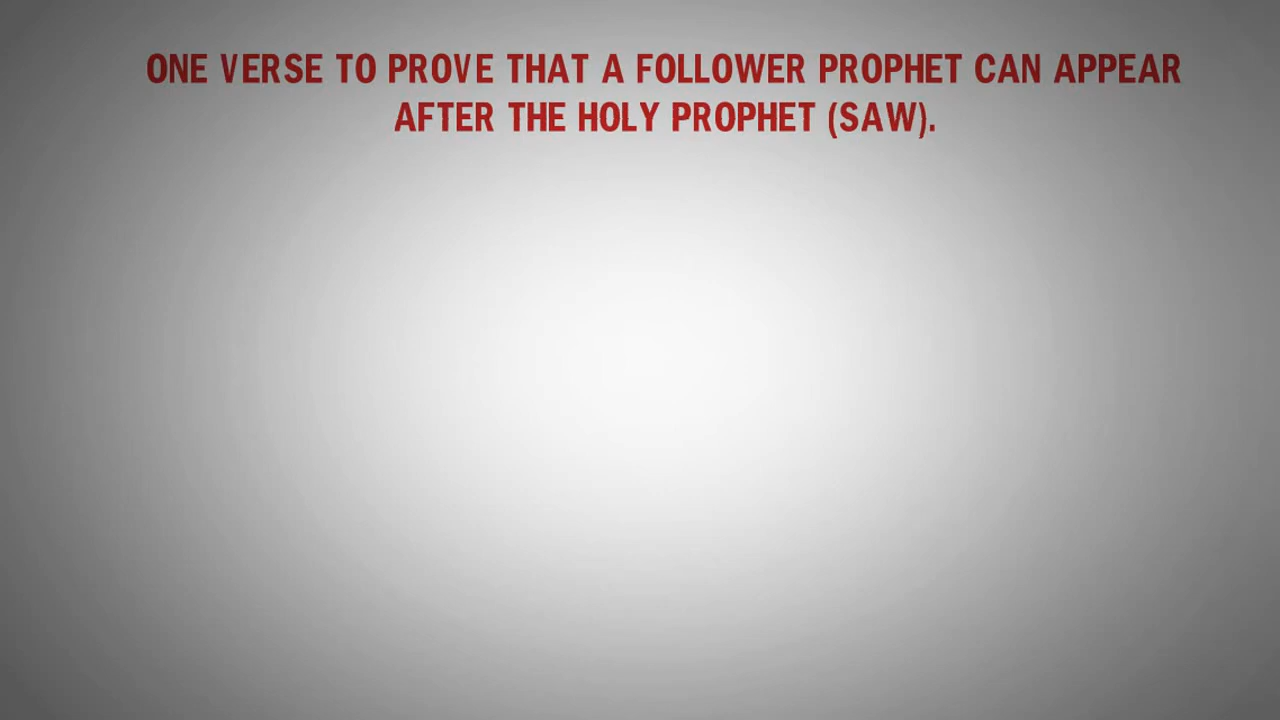 ONE VERSE TO PROVE THAT A FOLLOWER PROPHET CAN APPEAR
AFTER THE HOLY PROPHET (SAW).